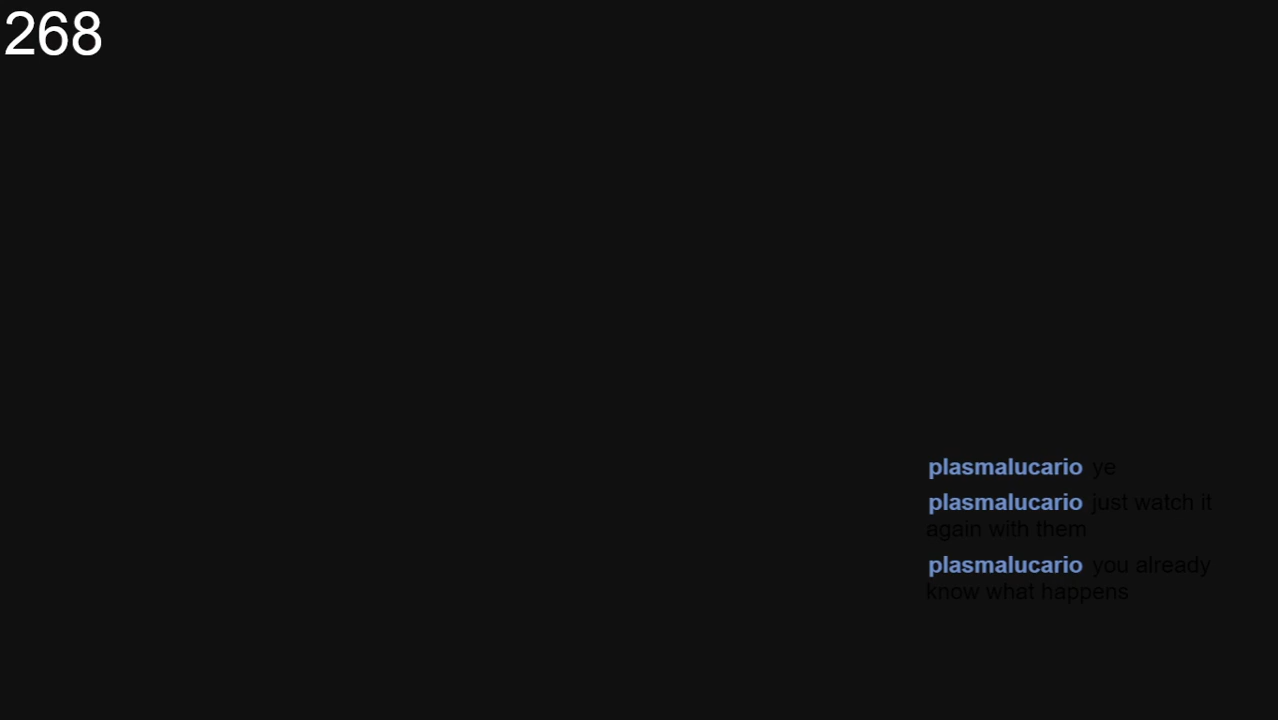 268
plasmalucario ye
plasmalucario just watch it
again with them
plasmalucario you already
know what happens